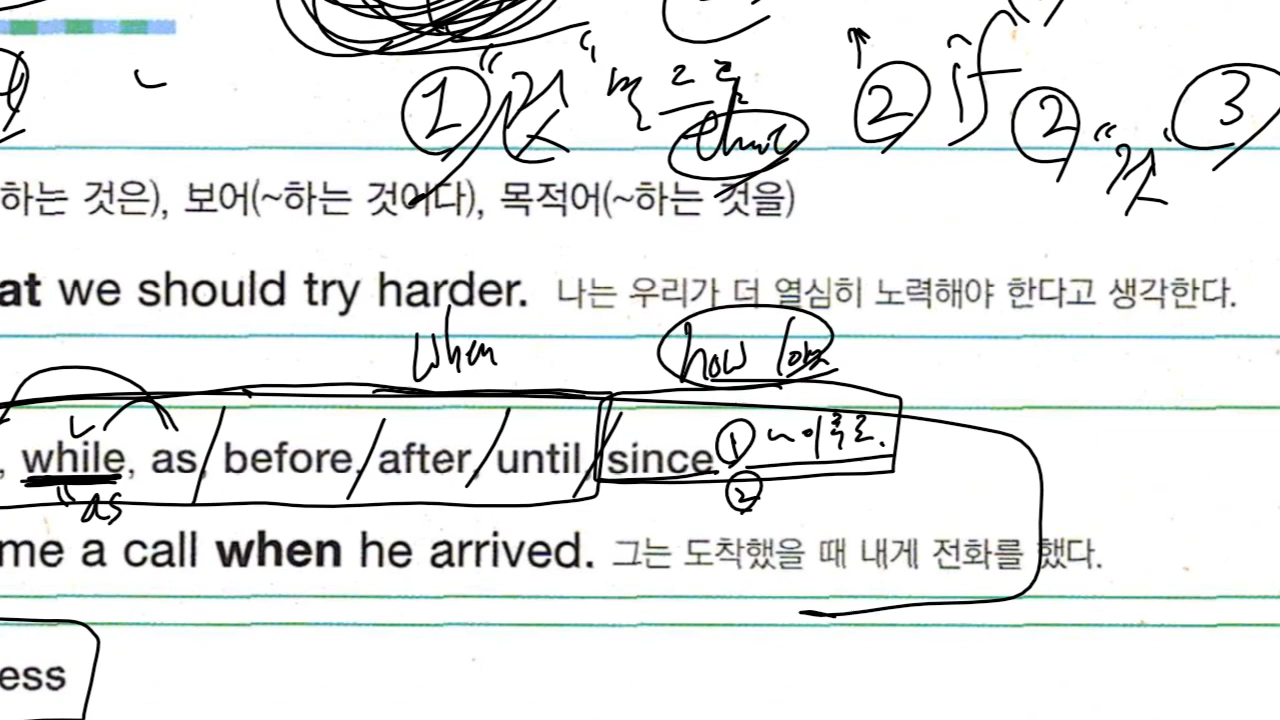 ① "것" ② if ② "것" ③
하는 것은), 보어(~하는 것이다), 목적어(~하는 것을)
at we should try harder. 나는 우리가 더 열심히 노력해야 한다고 생각한다.
when how long
, while, as, before, after, until, since ① ~이후로.
"as ②
me a call when he arrived. 그는 도착했을 때 내게 전화를 했다.
ess